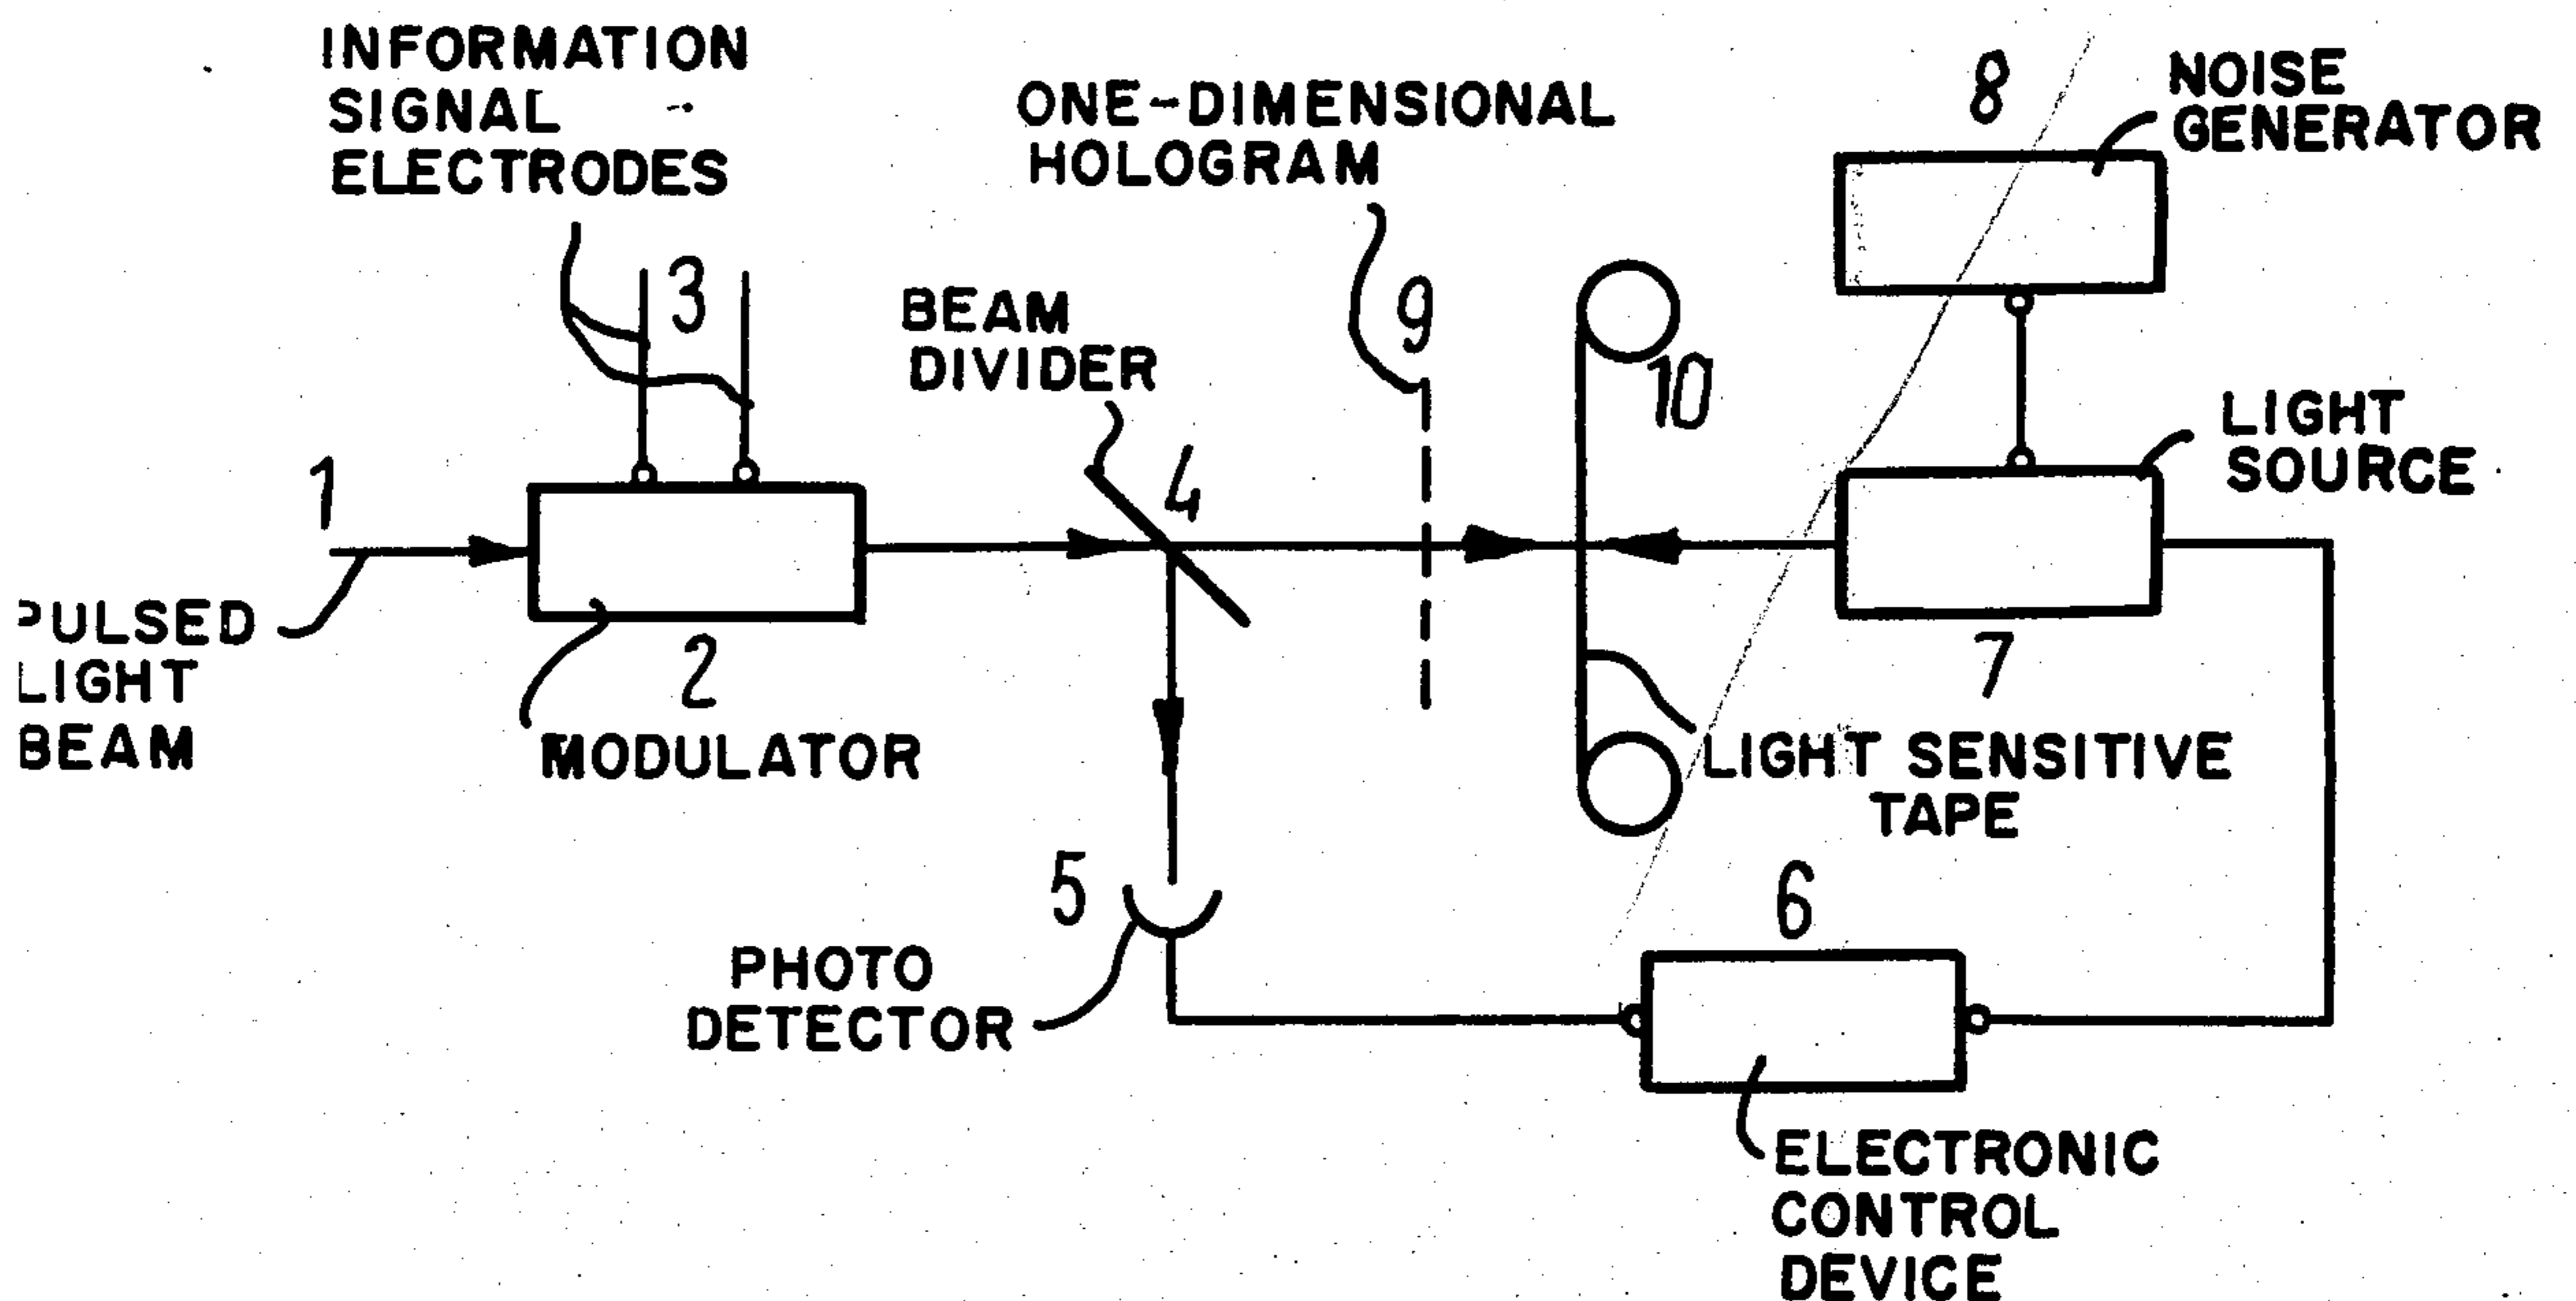 INFORMATION
SIGNAL
ELECTRODES
3
ONE-DIMENSIONAL
HOLOGRAM
9
8
NOISE
GENERATOR
BEAM
DIVIDER
4
10
LIGHT
SOURCE
7
1
PULSED
LIGHT
BEAM
2
MODULATOR
LIGHT SENSITIVE
TAPE
5
PHOTO
DETECTOR
6
ELECTRONIC
CONTROL
DEVICE